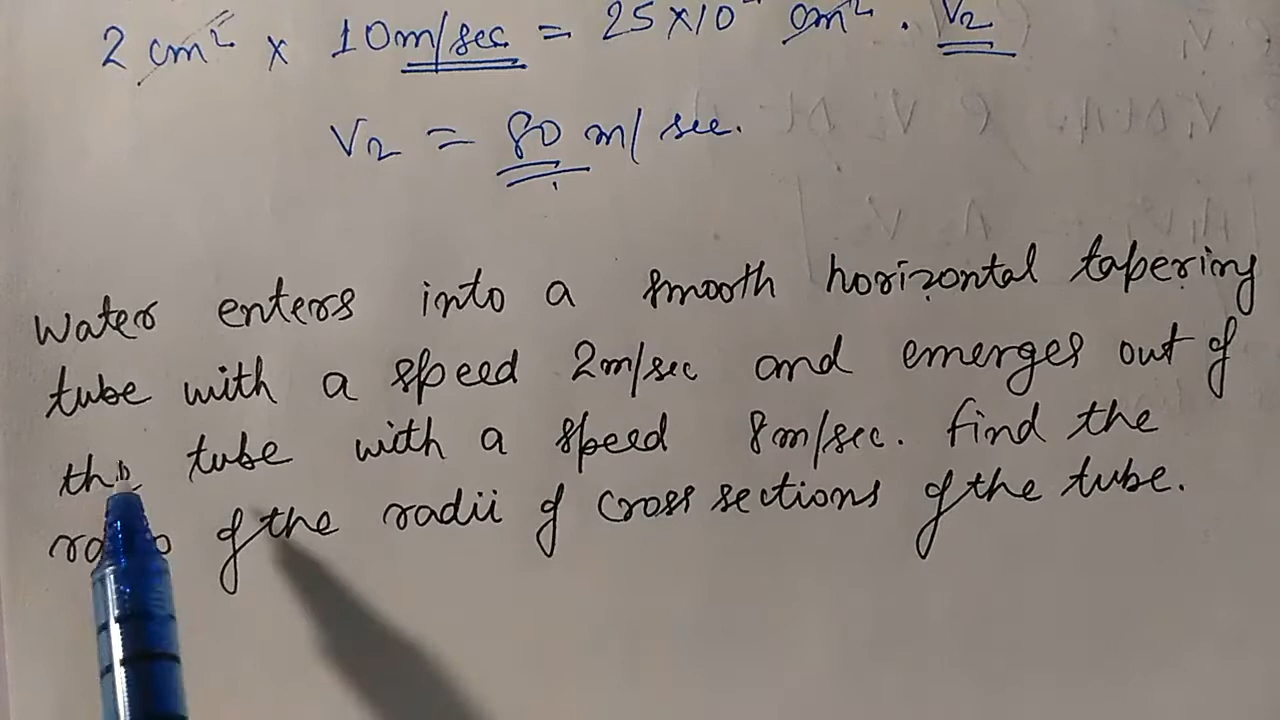 2 cm² × 10m/sec = 25×10 cm² . V₂
V₂ = 80 m/sec.
Water enters into a smooth horizontal tapering
tube with a speed 2m/sec and emerges out of
the tube with a speed 8m/sec. find the
of the radii of cross sections of the tube.